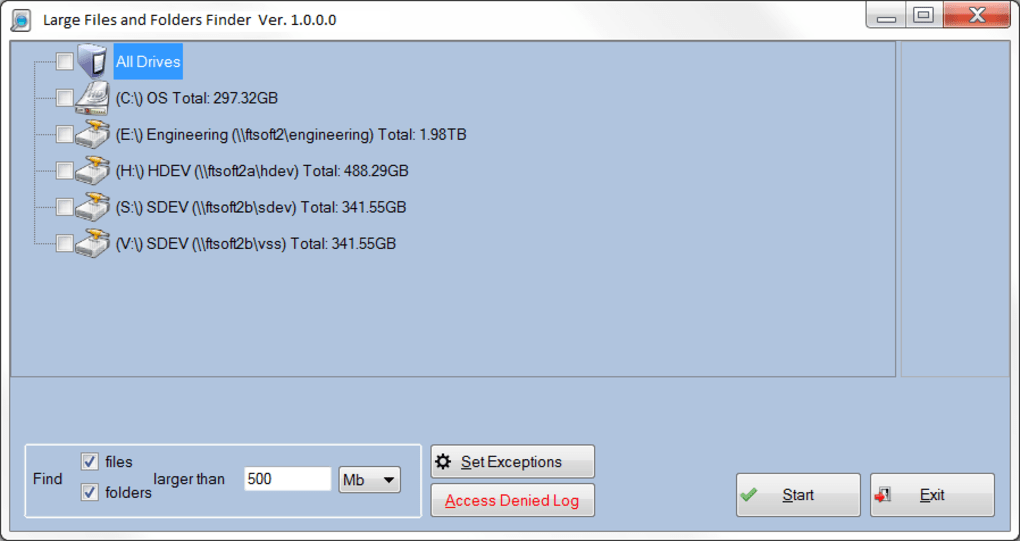 Large Files and Folders Finder Ver. 1.0.0.0
All Drives
(C:\) OS Total: 297.32GB
(E:\) Engineering (\\ftsoft2\engineering) Total: 1.98TB
(H:\) HDEV (\\ftsoft2a\hdev) Total: 488.29GB
(S:\) SDEV (\\ftsoft2b\sdev) Total: 341.55GB
(V:\) SDEV (\\ftsoft2b\vss) Total: 341.55GB
Find
files
folders
larger than
500
Mb
Set Exceptions
Access Denied Log
Start
Exit